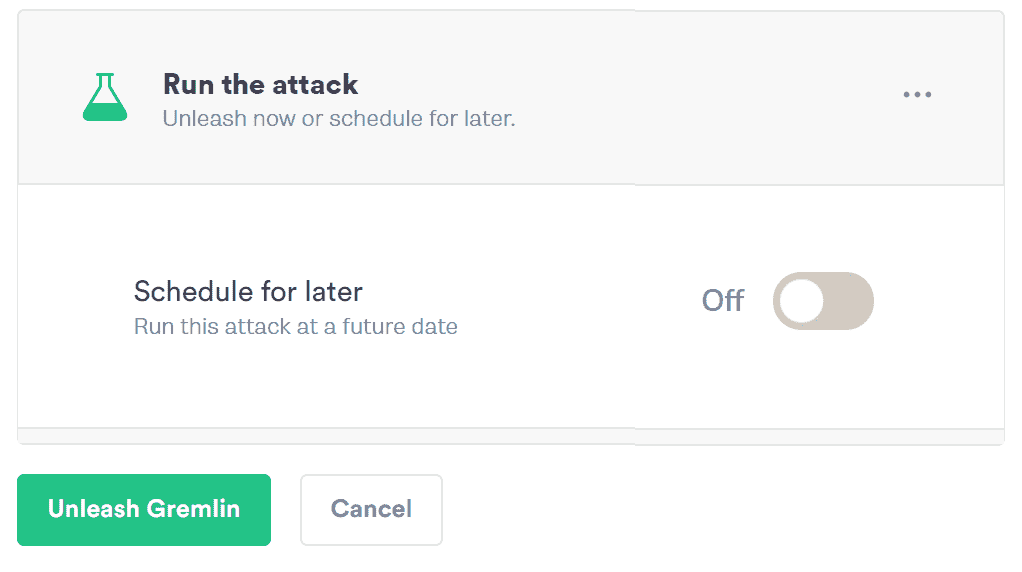 Run the attack
Unleash now or schedule for later.
Schedule for later
Run this attack at a future date
Off
Unleash Gremlin
Cancel